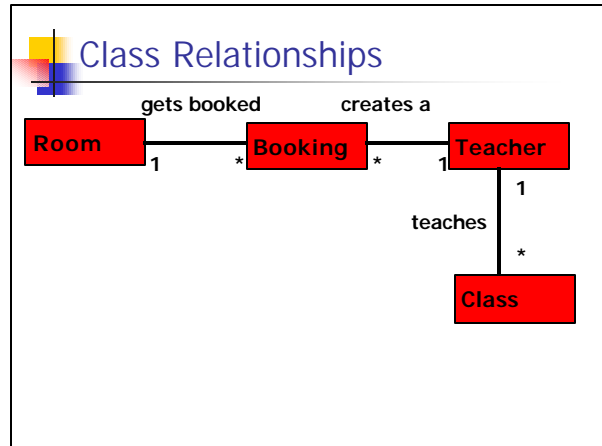 Class Relationships
gets booked
creates a
Room
Booking
Teacher
1
*
*
1
1
teaches
*
Class